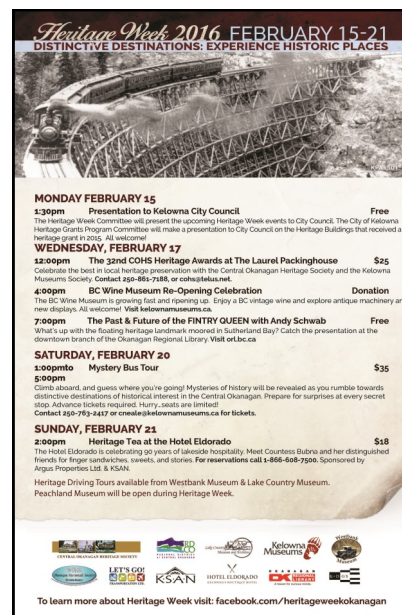 Heritage Week 2016 FEBRUARY 15-21
DISTINCTiVE DESTINATIONS: EXPERIENCE HISTORIC PLACES
MONDAY FEBRUARY 15
1:30pm Presentation to Kelowna City Council Free
The Heritage Week Committee will present the upcoming Heritage Week events to City Council. The City of Kelowna
Heritage Grants Program Committee will make a presentation to City Council on the Heritage Buildings that received a
heritage grant in 2015. All welcome!
WEDNESDAY, FEBRUARY 17
12:00pm The 32nd COHS Heritage Awards at The Laurel Packinghouse $25
Celebrate the best in local heritage preservation with the Central Okanagan Heritage Society and the Kelowna
Museums Society. Contact 250-861-7188, or cohs@telus.net.
4:00pm BC Wine Museum Re-Opening Celebration Donation
The BC Wine Museum is growing fast and ripening up. Enjoy a BC vintage wine and explore antique machinery an
new displays. All welcome! Visit kelownamuseums.ca.
7:00pm The Past & Future of the FINTRY QUEEN with Andy Schwab Free
What's up with the floating heritage landmark moored in Sutherland Bay? Catch the presentation at the
downtown branch of the Okanagan Regional Library. Visit orl.bc.ca
SATURDAY, FEBRUARY 20
1:00pmto Mystery Bus Tour $35
5:00pm
Climb aboard, and guess where you're going! Mysteries of history will be revealed as you rumble towards
distinctive destinations of historical interest in the Central Okanagan. Prepare for surprises at every secret
stop. Advance tickets required. Hurry...seats are limited!
Contact 250-763-2417 or cneale@kelownamuseums.ca for tickets.
SUNDAY, FEBRUARY 21
2:00pm Heritage Tea at the Hotel Eldorado $18
The Hotel Eldorado is celebrating 90 years of lakeside hospitality. Meet Countess Bubna and her distinguished
friends for finger sandwiches, sweets, and stories. For reservations call 1-866-608-7500. Sponsored by
Argus Properties Ltd. & KSAN.
Heritage Driving Tours available from Westbank Museum & Lake Country Museum.
Peachland Museum will be open during Heritage Week.
CENTRAL OKANAGAN HERITAGE SOCIETY
RDCO
Kelowna
Museums
Westbank
Museum
LET'S GO!
TRANSPORTATION LTD
KSAN
HOTEL ELDORADO
OKANAGAN
To learn more about Heritage Week visit: facebook.com/heritageweekokanagan